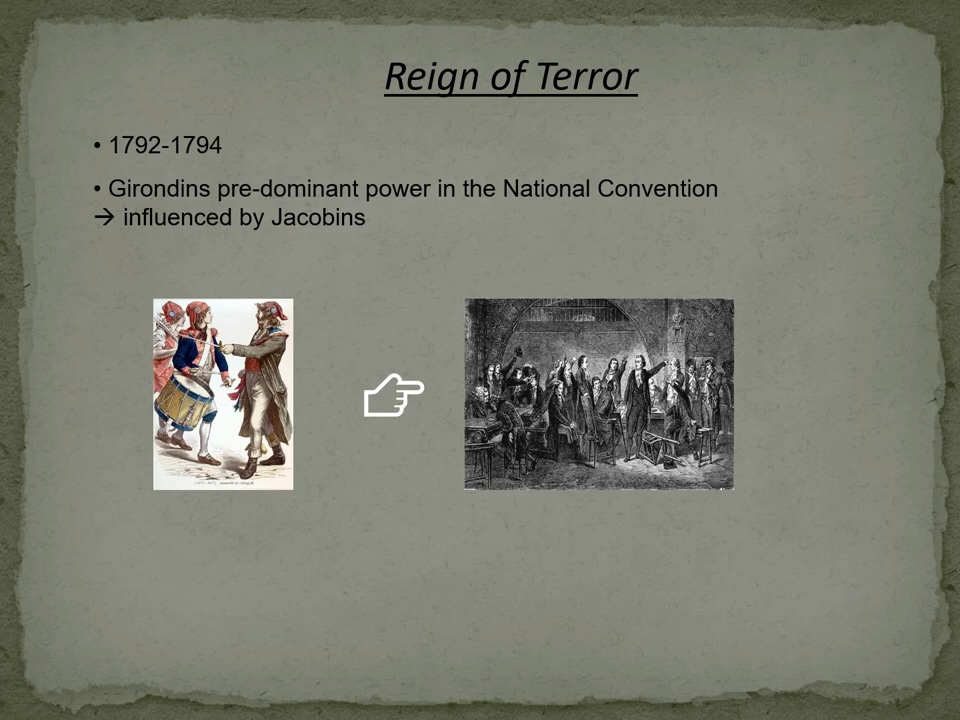 Reign of Terror
• 1792-1794
• Girondins pre-dominant power in the National Convention
→ influenced by Jacobins